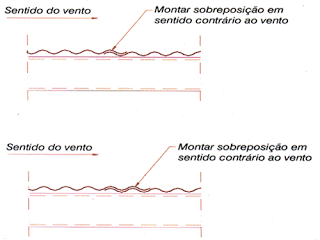 Sentido do vento
Montar sobreposição em
sentido contrário ao vento
Sentido do vento
Montar sobreposição em
sentido contrário ao vento